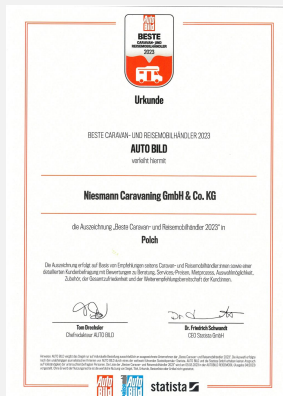 Auto
Bild
BESTE
CARAVAN- UND
REISEMOBILHÄNDLER
2023
Urkunde
BESTE CARAVAN- UND REISEMOBILHÄNDLER 2023
AUTO BILD
verleiht hiermit
Niesmann Caravaning GmbH & Co. KG
die Auszeichnung „Beste Caravan- und Reisemobilhändler 2023“ in
Polch
Die Auszeichnung erfolgt auf Basis von Empfehlungen seitens Caravan- und Reisemobilhändler:innen sowie einer
detaillierten Kundenbefragung mit Bewertungen zu Beratung, Services, Preisen, Mietprozess, Auswahlmöglichkeit,
Zubehör, der Gesamtzufriedenheit und der Weiterempfehlungsbereitschaft der Kund:innen.
Tom Drechsler
Chefredakteur AUTO BILD
Dr. Friedrich Schwandt
CEO Statista GmbH
Auto
Bild
Auto
Bild
statista